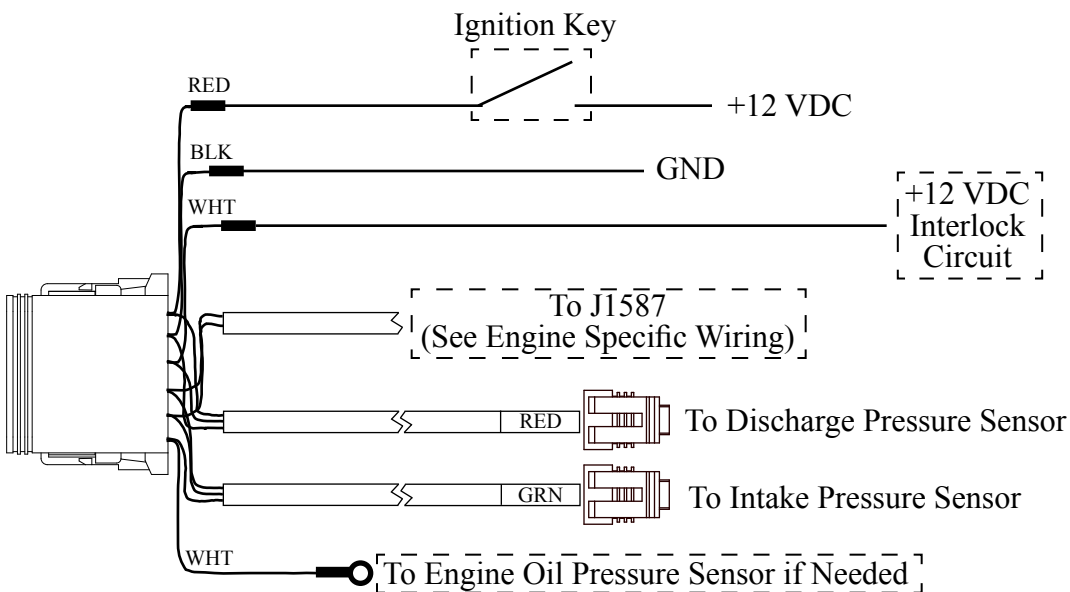 Ignition Key
RED
+12 VDC
BLK
GND
WHT
+12 VDC
Interlock
Circuit
To J1587
(See Engine Specific Wiring)
RED
To Discharge Pressure Sensor
GRN
To Intake Pressure Sensor
WHT
To Engine Oil Pressure Sensor if Needed